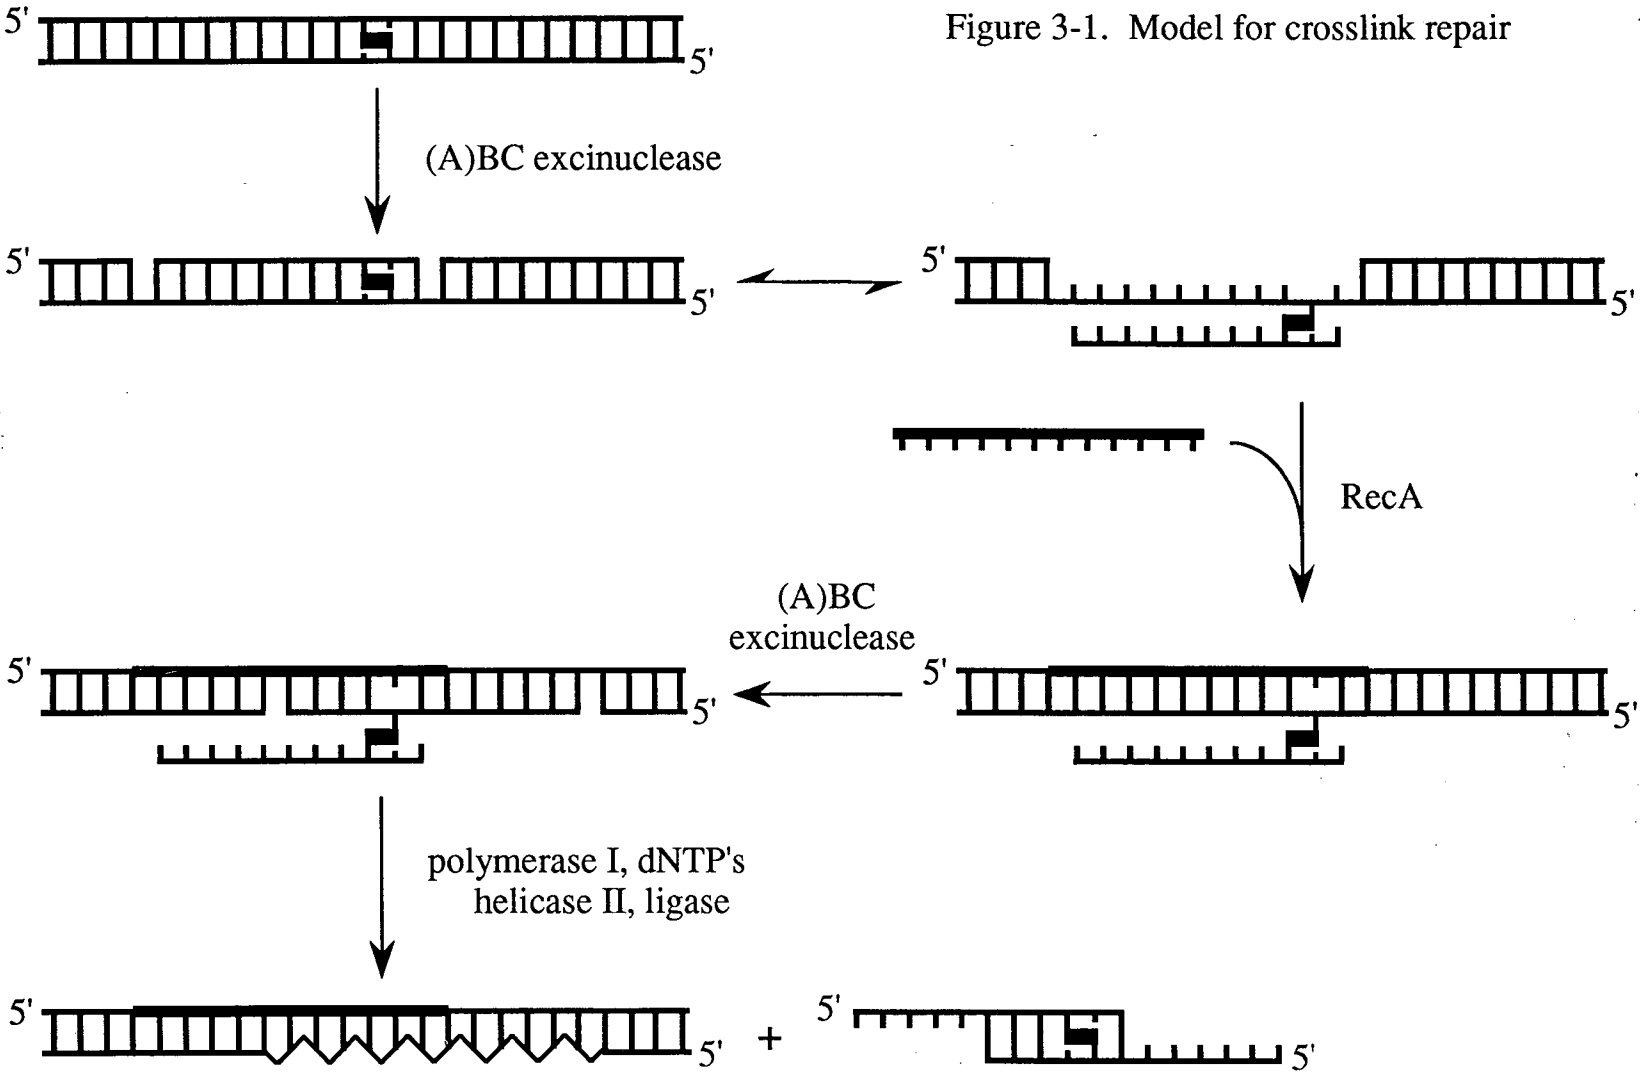 5'
Figure 3-1. Model for crosslink repair
5'
(A)BC excinuclease
5'
5'
5'
5'
RecA
(A)BC
excinuclease
5'
5'
5'
5'
polymerase I, dNTP's
helicase II, ligase
5'
5'
+
5'
5'